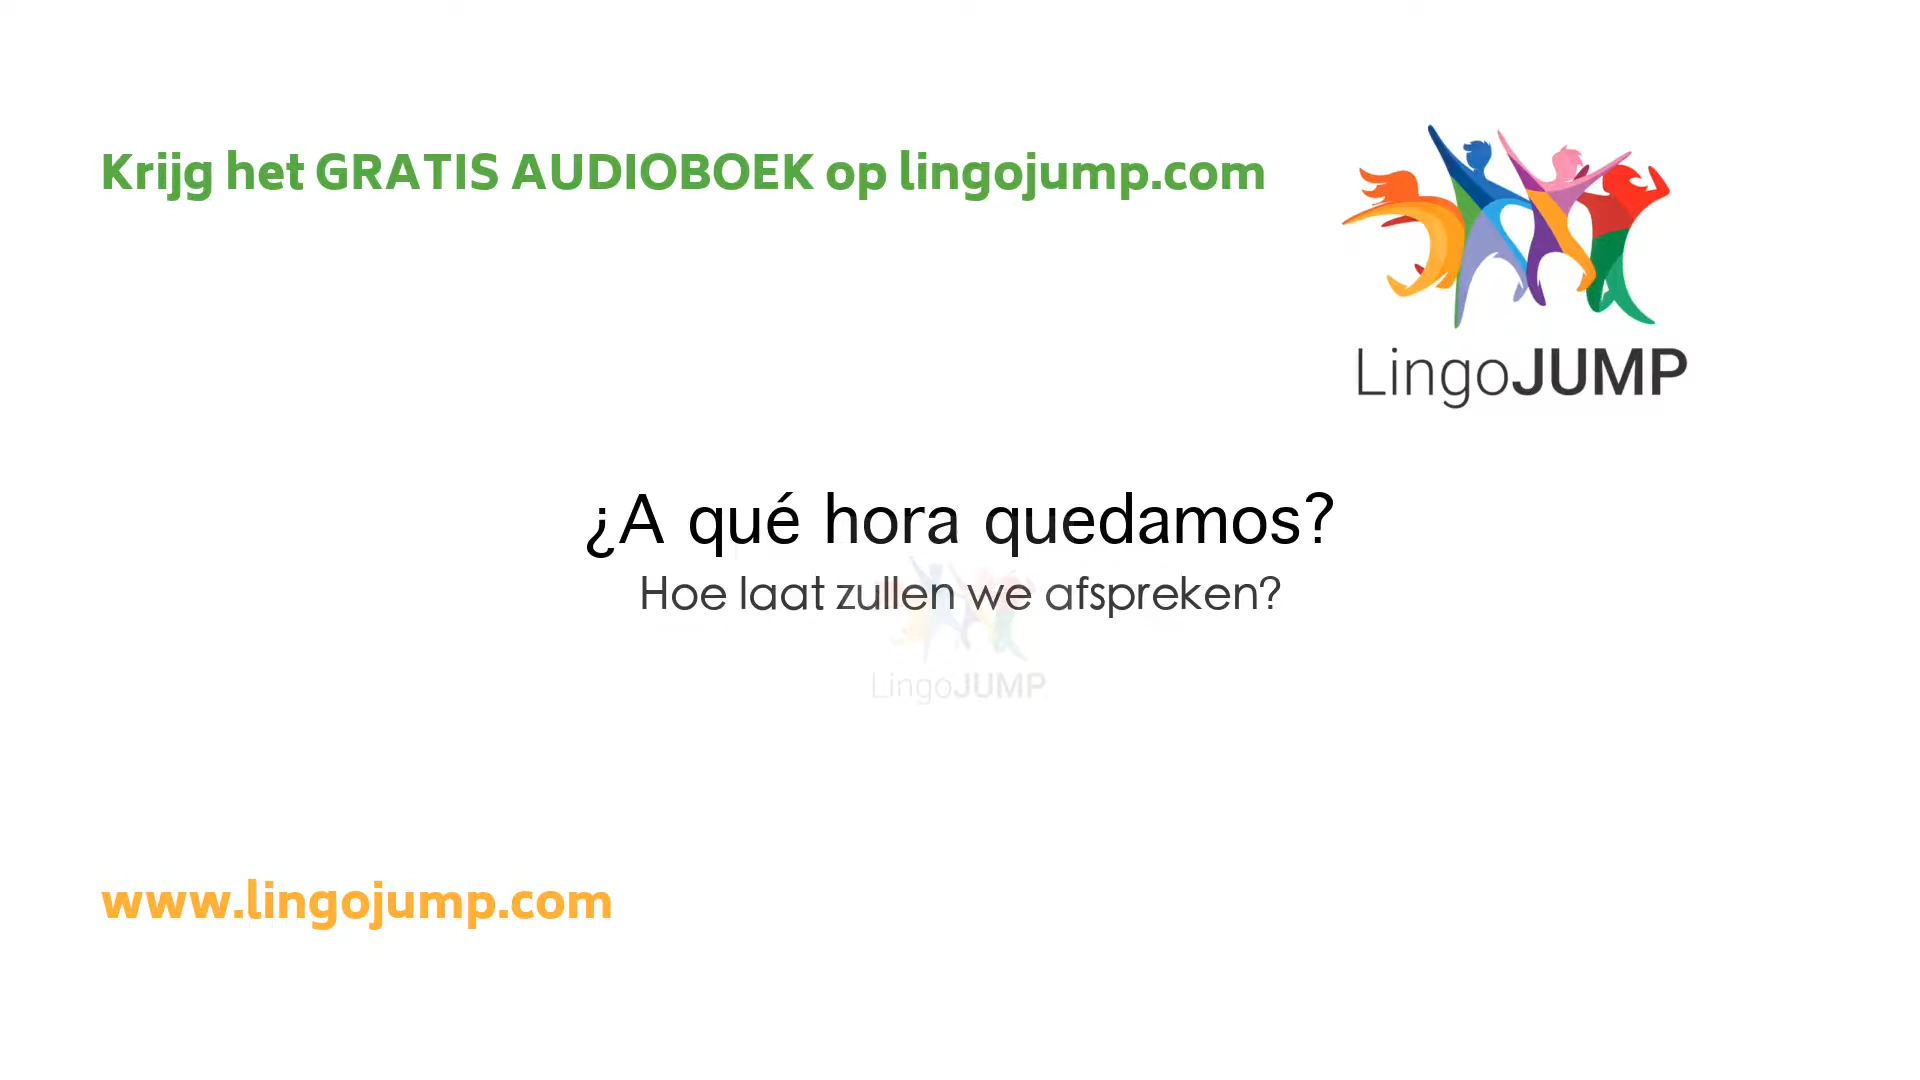 Krijg het GRATIS AUDIOBOEK op lingojump.com
LingoJUMP
¿A qué hora quedamos?
Hoe laat zullen we afspreken?
LingoJUMP
www.lingojump.com